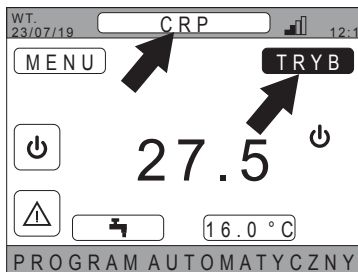 WT.
23/07/19
CRP
12:1
MENU
TRYB
27.5
16.0 °C
PROGRAM AUTOMATYCZNY